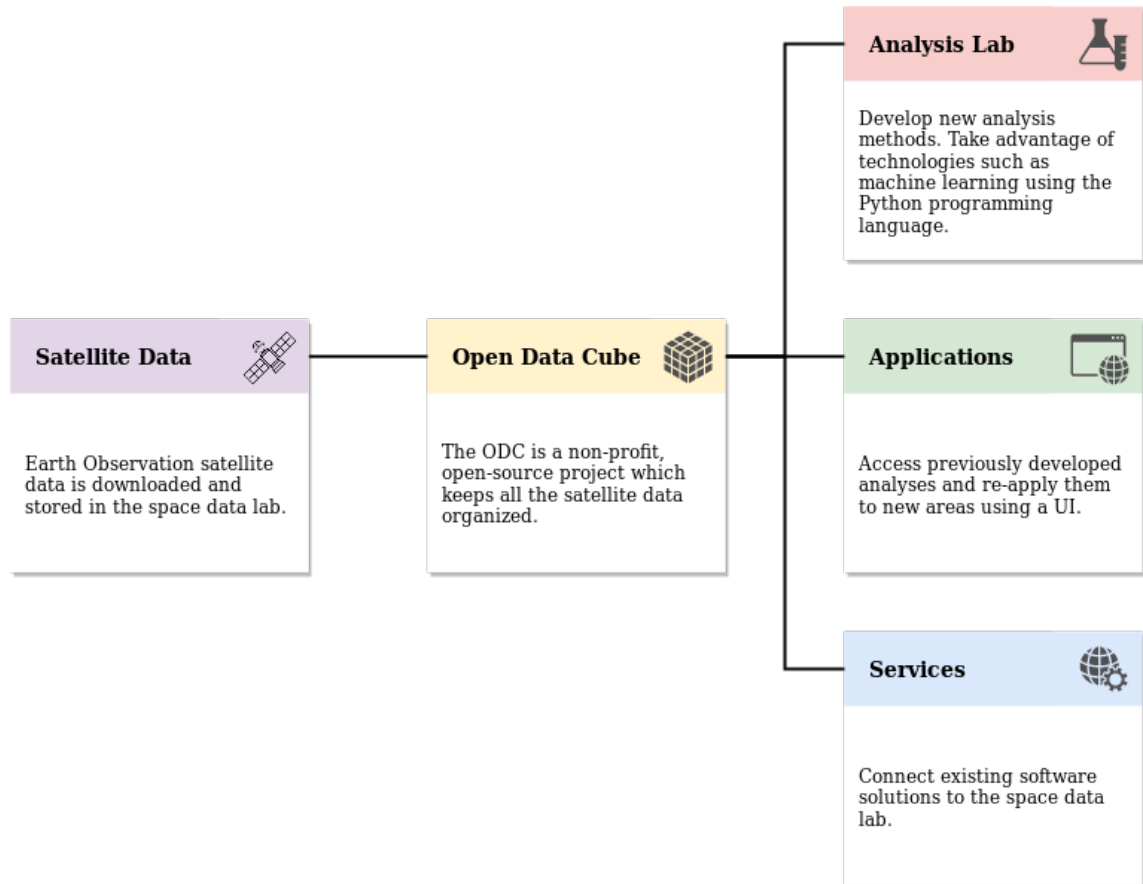 Analysis Lab
Develop new analysis
methods. Take advantage of
technologies such as
machine learning using the
Python programming
language.
Satellite Data
Earth Observation satellite
data is downloaded and
stored in the space data lab.
Open Data Cube
The ODC is a non-profit,
open-source project which
keeps all the satellite data
organized.
Applications
Access previously developed
analyses and re-apply them
to new areas using a UI.
Services
Connect existing software
solutions to the space data
lab.